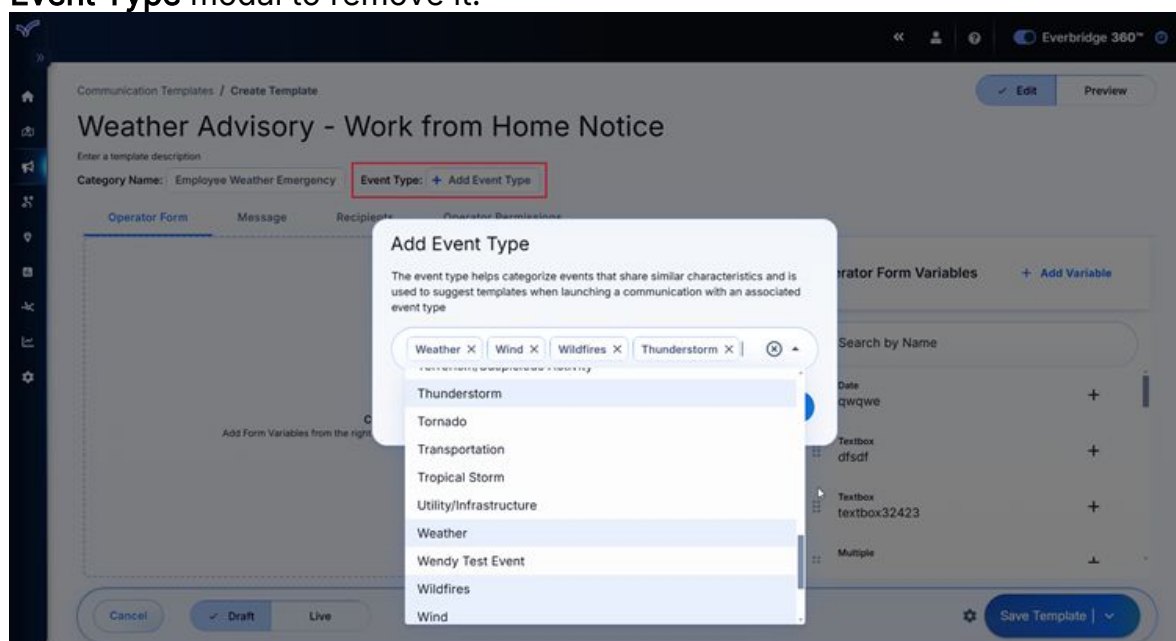 Event Type modal to remove it.
Everbridge 360™
Communication Templates / Create Template
Edit Preview
Weather Advisory - Work from Home Notice
Enter a template description
Category Name: Employee Weather Emergency Event Type: + Add Event Type
Operator Form Message Recipients Operator Permissions
Add Event Type
The event type helps categorize events that share similar characteristics and is
used to suggest templates when launching a communication with an associated
event type
Weather Wind Wildfires Thunderstorm
Terrorism/Suspicious Activity
Thunderstorm
Tornado
Transportation
Tropical Storm
Utility/Infrastructure
Weather
Wendy Test Event
Wildfires
Wind
Add Form Variables from the right
erator Form Variables + Add Variable
Search by Name
Date
qwqwe
Textbox
dfsdf
Textbox
textbox32423
Multiple
Cancel Draft Live Save Template